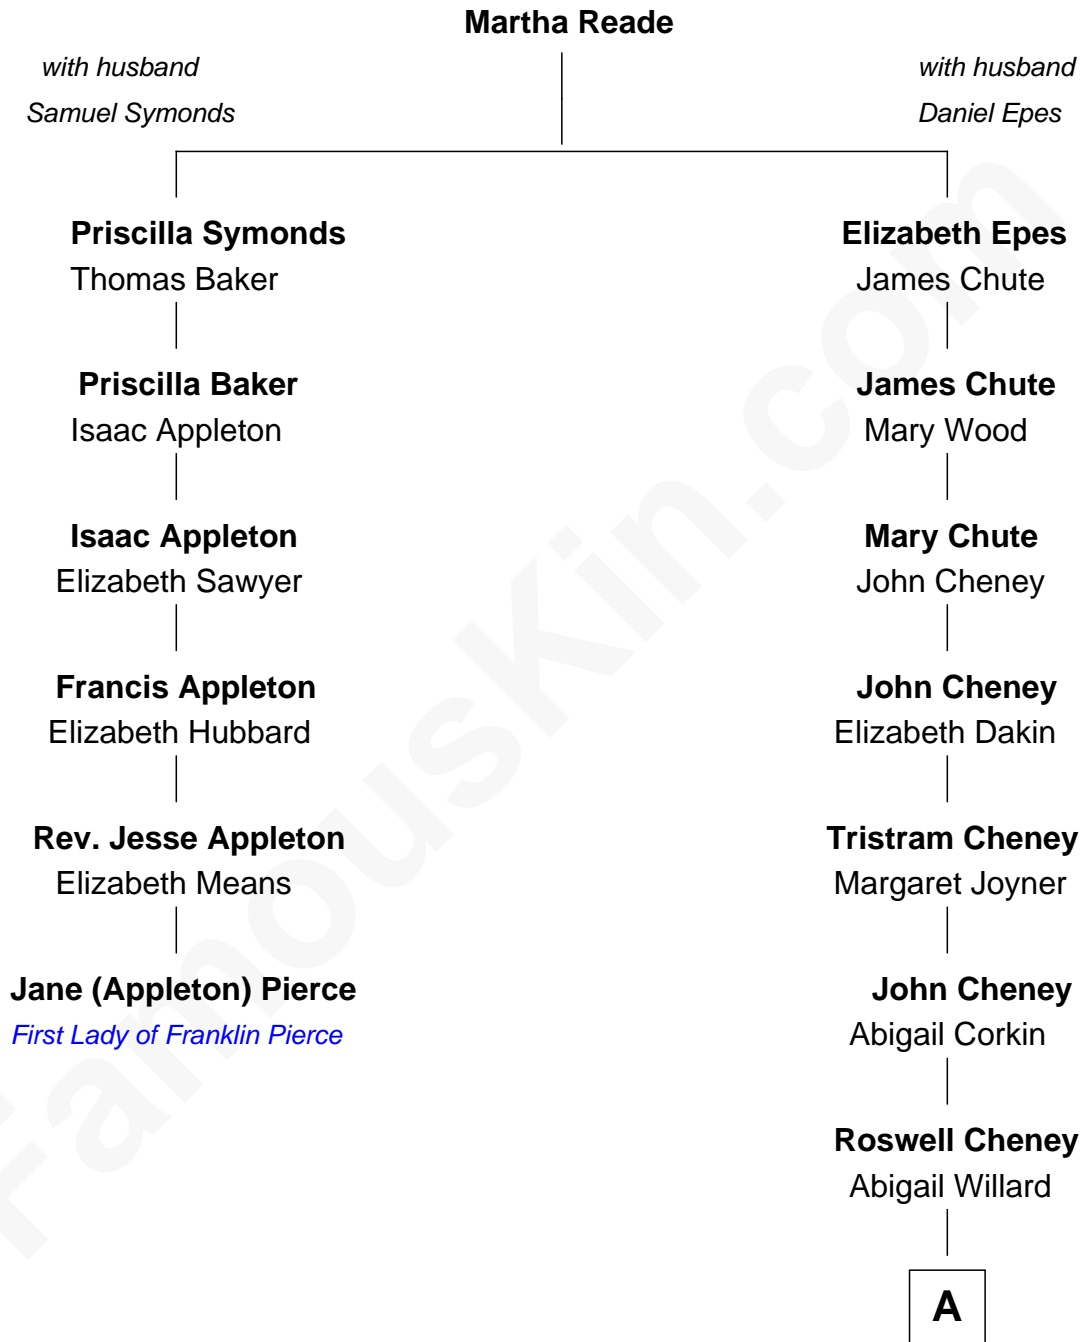 Martha Reade
with husband
Samuel Symonds
with husband
Daniel Epes
Priscilla Symonds
Thomas Baker
Elizabeth Epes
James Chute
Priscilla Baker
Isaac Appleton
James Chute
Mary Wood
Isaac Appleton
Elizabeth Sawyer
Mary Chute
John Cheney
Francis Appleton
Elizabeth Hubbard
John Cheney
Elizabeth Dakin
Rev. Jesse Appleton
Elizabeth Means
Tristram Cheney
Margaret Joyner
Jane (Appleton) Pierce
First Lady of Franklin Pierce
John Cheney
Abigail Corkin
Roswell Cheney
Abigail Willard
A
FamousKin.com